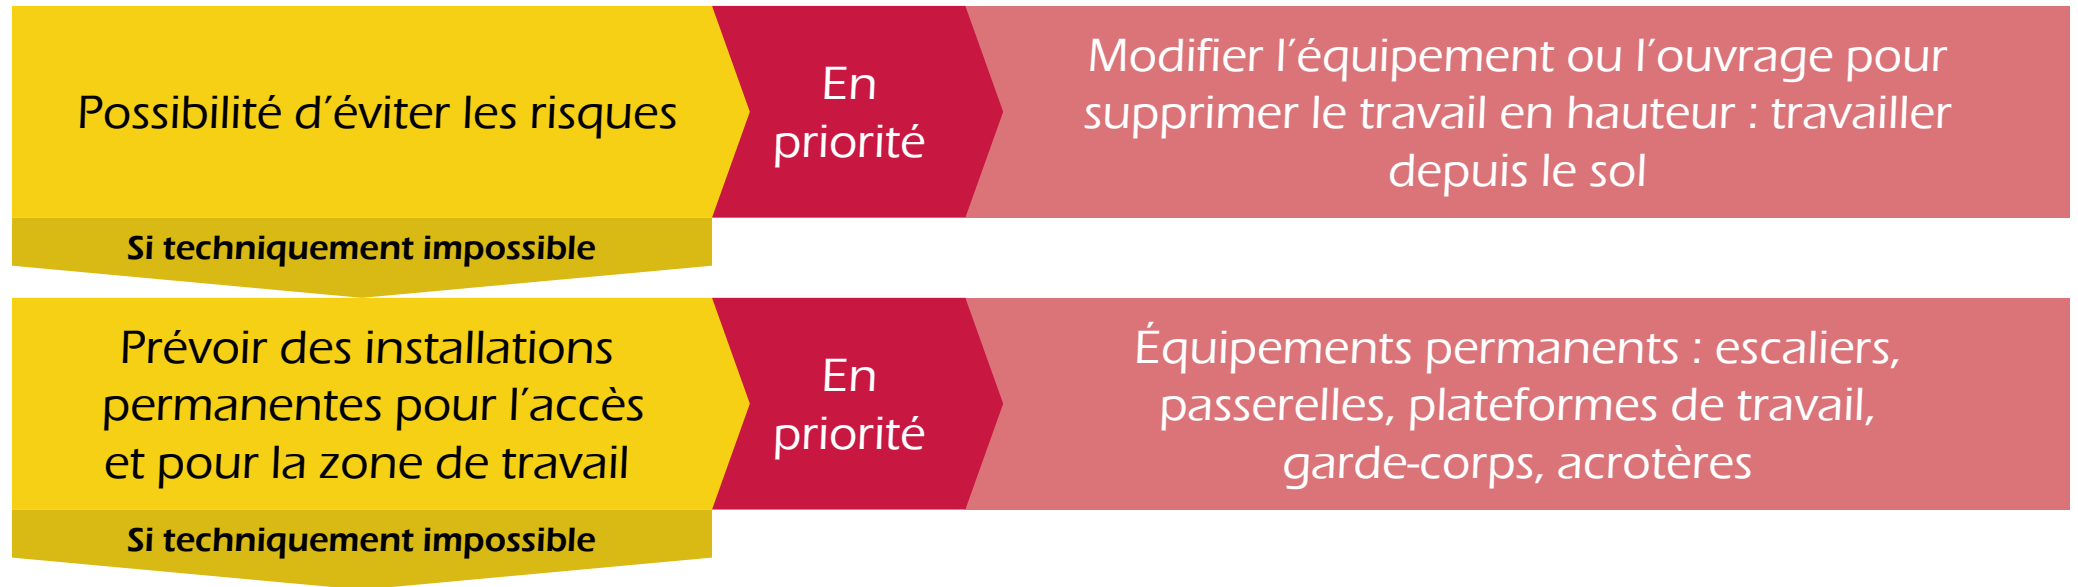 Possibilité d’éviter les risques
En
priorité
Modifier l’équipement ou l’ouvrage pour
supprimer le travail en hauteur : travailler
depuis le sol
Si techniquement impossible
Prévoir des installations
permanentes pour l’accès
et pour la zone de travail
En
priorité
Équipements permanents : escaliers,
passerelles, plateformes de travail,
garde-corps, acrotères
Si techniquement impossible